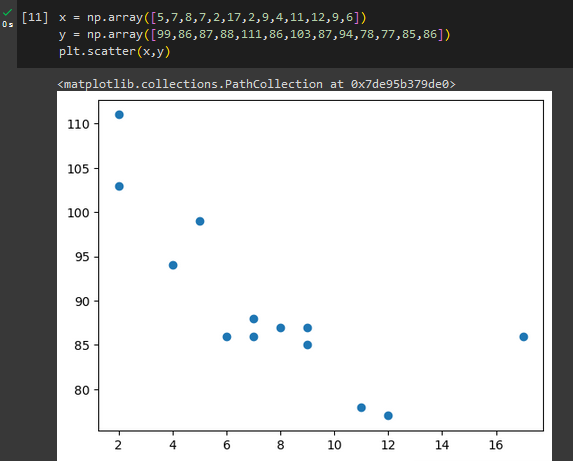 [11] x = np.array([5,7,8,7,2,17,2,9,4,11,12,9,6])
y = np.array([99,86,87,88,111,86,103,87,94,78,77,85,86])
0s plt.scatter(x,y)
<matplotlib.collections.PathCollection at 0x7de95b379de0>
110
105
100
95
90
85
80
2 4 6 8 10 12 14 16